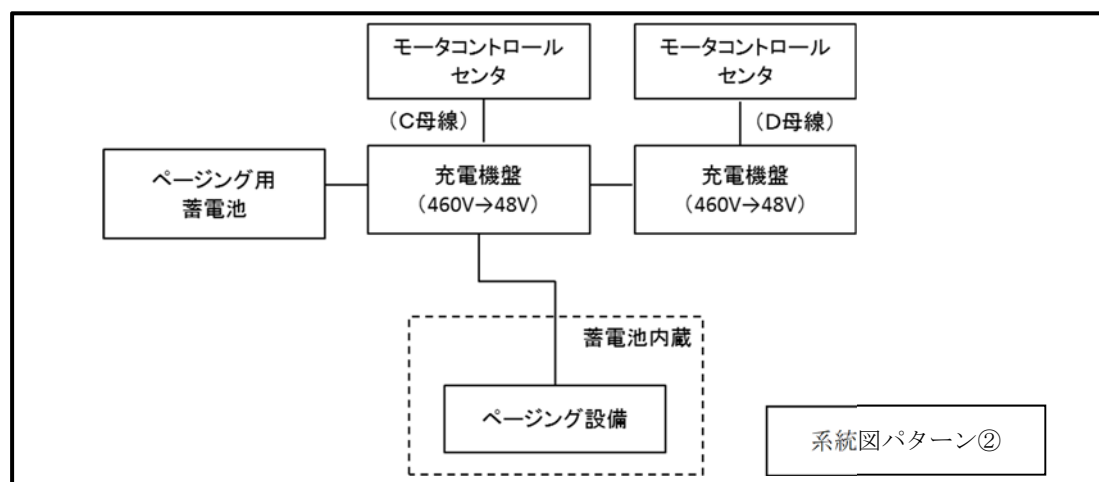 モータコントロール
センタ
モータコントロール
センタ
（C母線）
（D母線）
ページング用
蓄電池
充電機盤
（460V→48V）
充電機盤
（460V→48V）
蓄電池内蔵
ページング設備
系統図パターン②